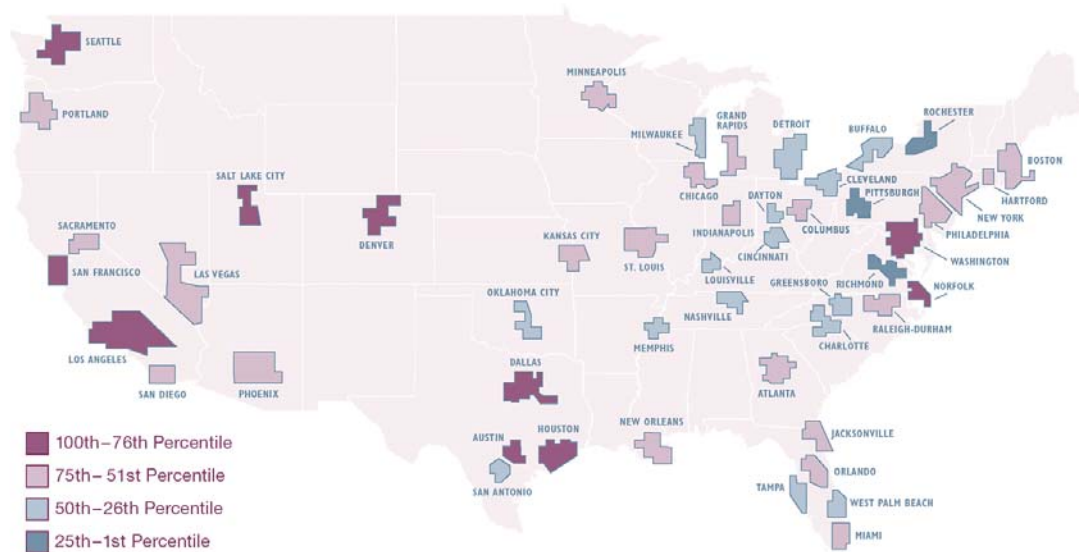 SEATTLE
PORTLAND
MINNEAPOLIS
MILWAUKEE
GRAND
RAPIDS
DETROIT
BUFFALO
ROCHESTER
SALT LAKE CITY
CHICAGO
DAYTON
CLEVELAND
PITTSBURGH
BOSTON
HARTFORD
NEW YORK
SACRAMENTO
DENVER
KANSAS CITY
ST. LOUIS
INDIANAPOLIS
COLUMBUS
PHILADELPHIA
CINCINNATI
WASHINGTON
SAN FRANCISCO
LAS VEGAS
LOUISVILLE
RICHMOND
GREENSBORO
NORFOLK
OKLAHOMA CITY
NASHVILLE
RALEIGH-DURHAM
LOS ANGELES
MEMPHIS
CHARLOTTE
DALLAS
SAN DIEGO
PHOENIX
ATLANTA
NEW ORLEANS
AUSTIN
HOUSTON
JACKSONVILLE
SAN ANTONIO
ORLANDO
TAMPA
WEST PALM BEACH
MIAMI
100th–76th Percentile
75th–51st Percentile
50th–26th Percentile
25th–1st Percentile